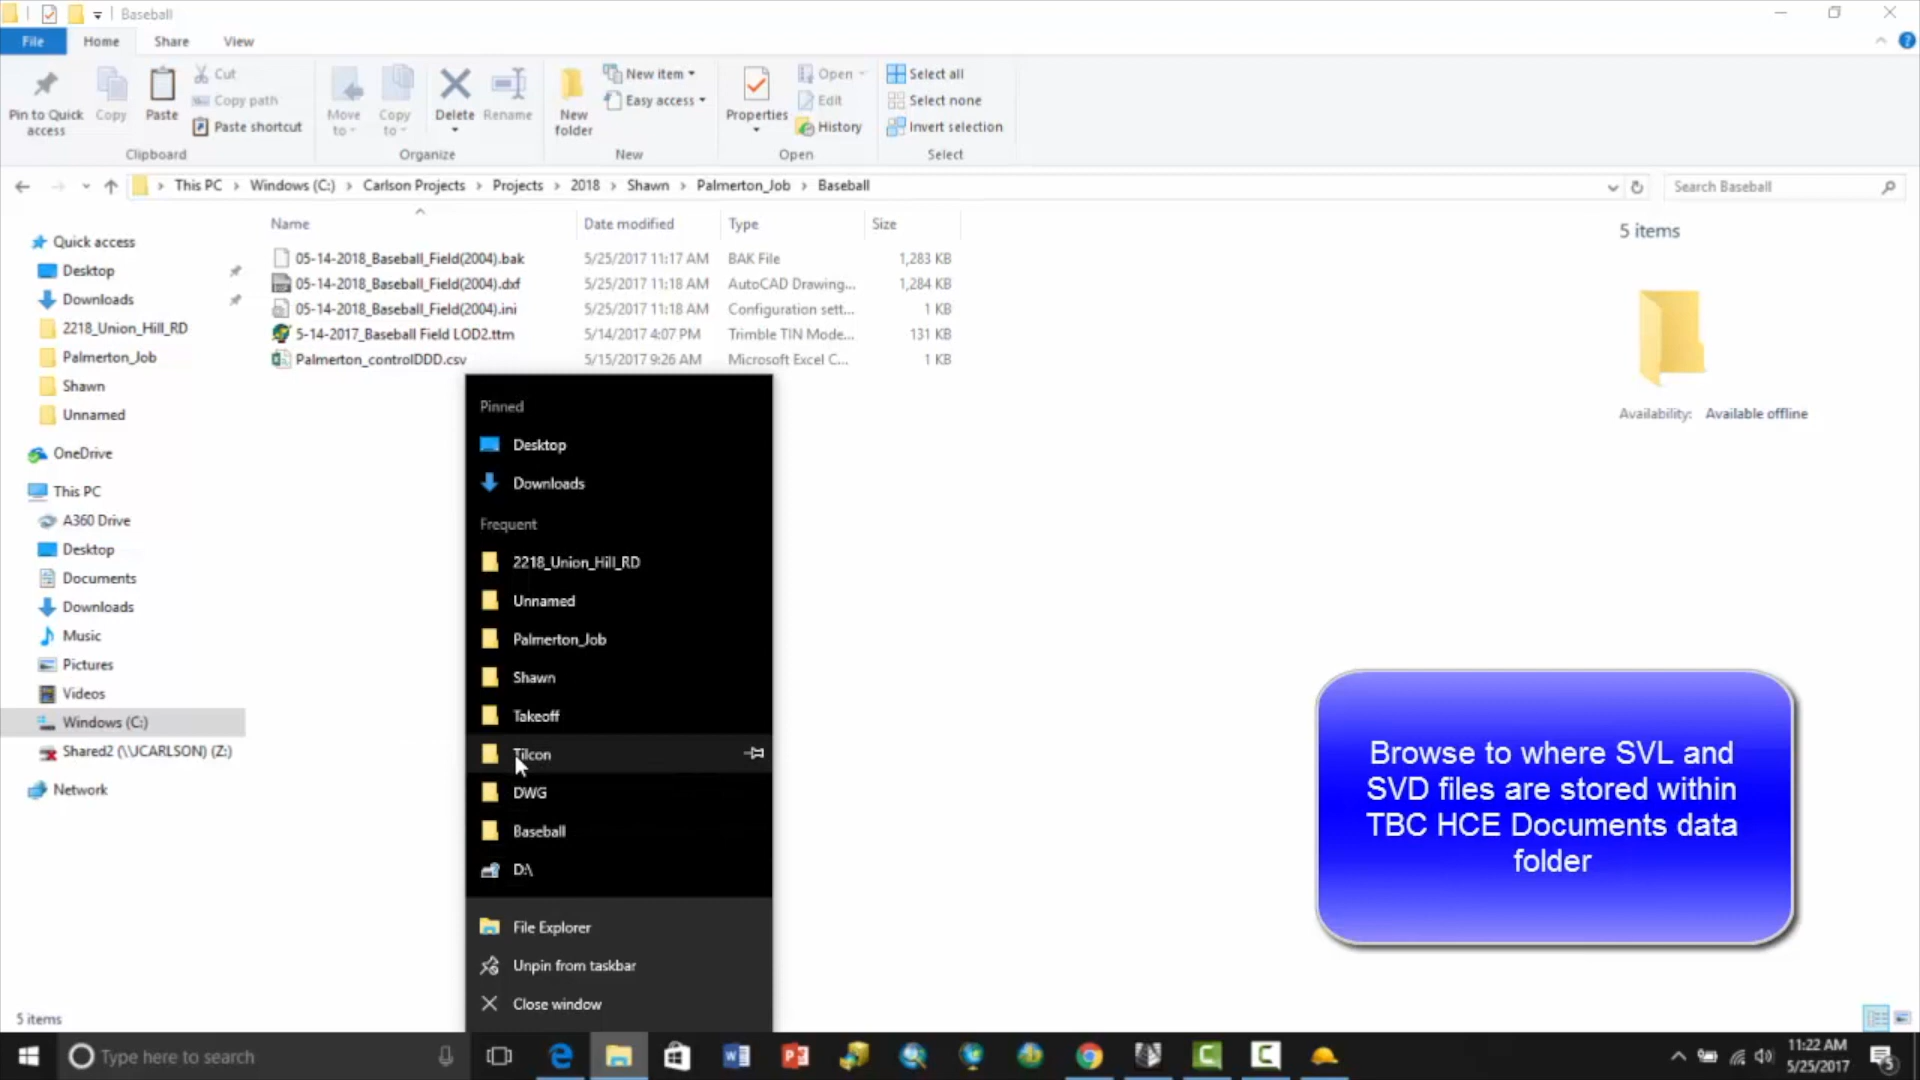 Baseball
File Home Share View
Pin to Quick access
Copy
Paste
Cut
Copy path
Paste shortcut
Clipboard
Move to
Copy to
Delete
Rename
Organize
New folder
New item
Easy access
New
Properties
Open
Edit
History
Open
Select all
Select none
Invert selection
Select
This PC > Windows (C:) > Carlson Projects > Projects > 2018 > Shawn > Palmerton_Job > Baseball
Search Baseball
Quick access
Desktop
Downloads
2218_Union_Hill_RD
Palmerton_Job
Shawn
Unnamed
OneDrive
This PC
A360 Drive
Desktop
Documents
Downloads
Music
Pictures
Videos
Windows (C:)
Shared2 (\\JCARLSON) (Z:)
Network
Name Date modified Type Size
05-14-2018_Baseball_Field(2004).bak 5/25/2017 11:17 AM BAK File 1,283 KB
05-14-2018_Baseball_Field(2004).dxf 5/25/2017 11:18 AM AutoCAD Drawing... 1,284 KB
05-14-2018_Baseball_Field(2004).ini 5/25/2017 11:18 AM Configuration sett... 1 KB
5-14-2017_Baseball Field LOD2.ttm 5/14/2017 4:07 PM Trimble TIN Mode... 131 KB
Palmerton_controlDDD.csv 5/15/2017 9:26 AM Microsoft Excel C... 1 KB
5 items
Availability: Available offline
Pinned
Desktop
Downloads
Frequent
2218_Union_Hill_RD
Unnamed
Palmerton_Job
Shawn
Takeoff
Tilcon
DWG
Baseball
D:\
File Explorer
Unpin from taskbar
Close window
Browse to where SVL and
SVD files are stored within
TBC HCE Documents data
folder
5 items
Type here to search
11:22 AM
5/25/2017
5